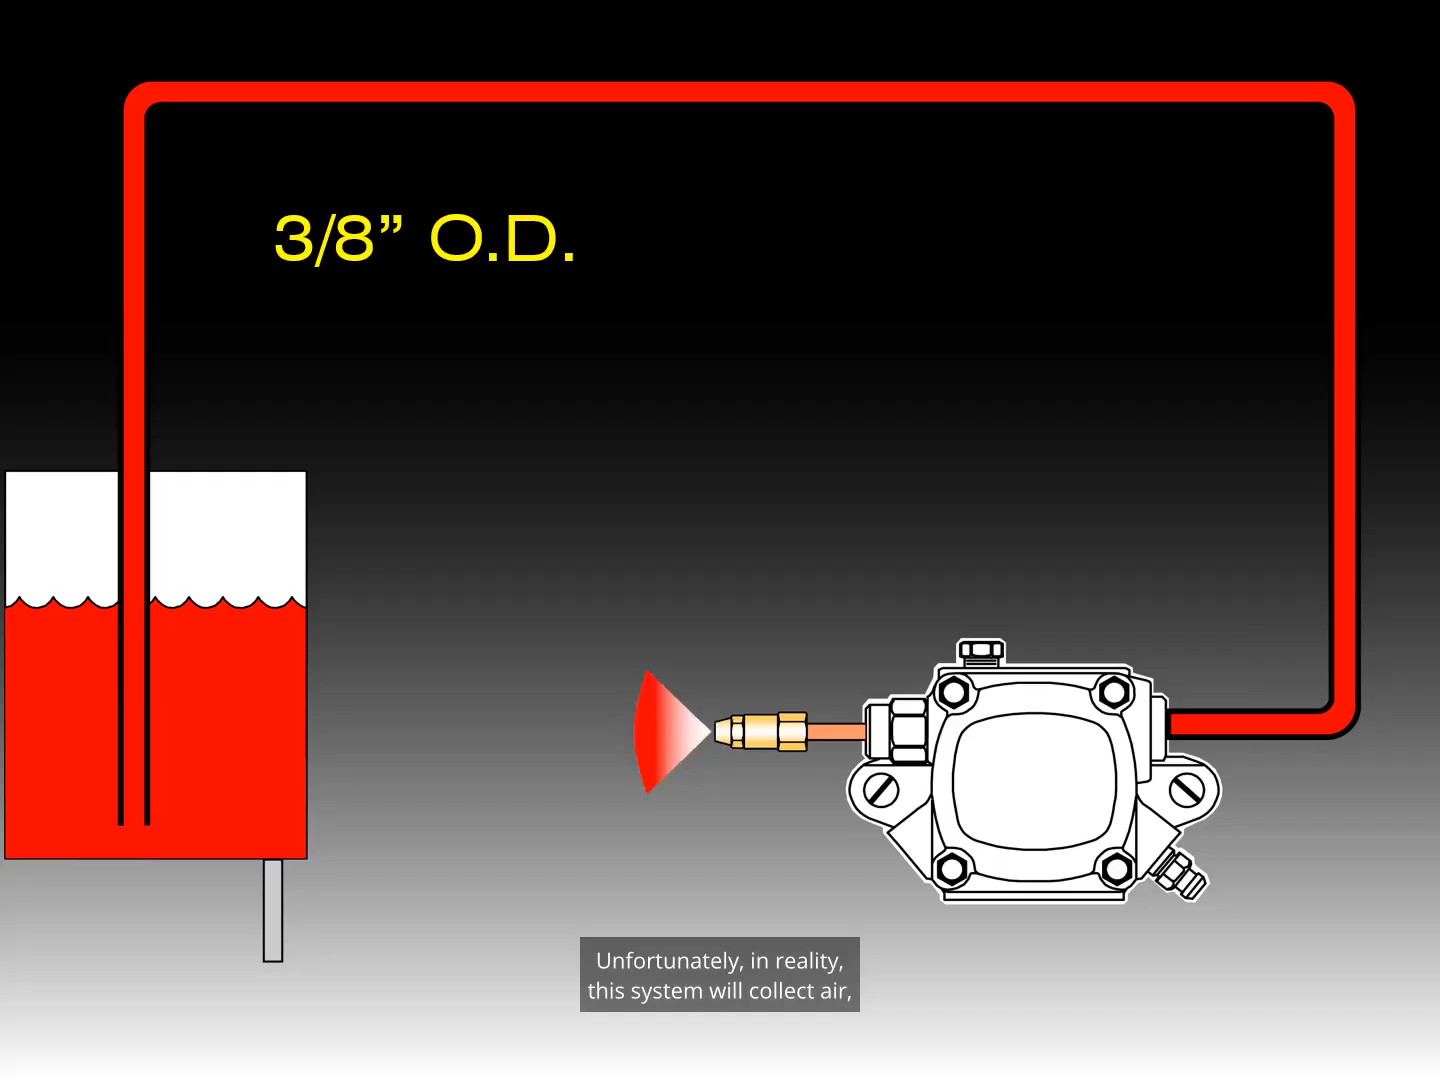 3/8” O.D.
Unfortunately, in reality,
this system will collect air,